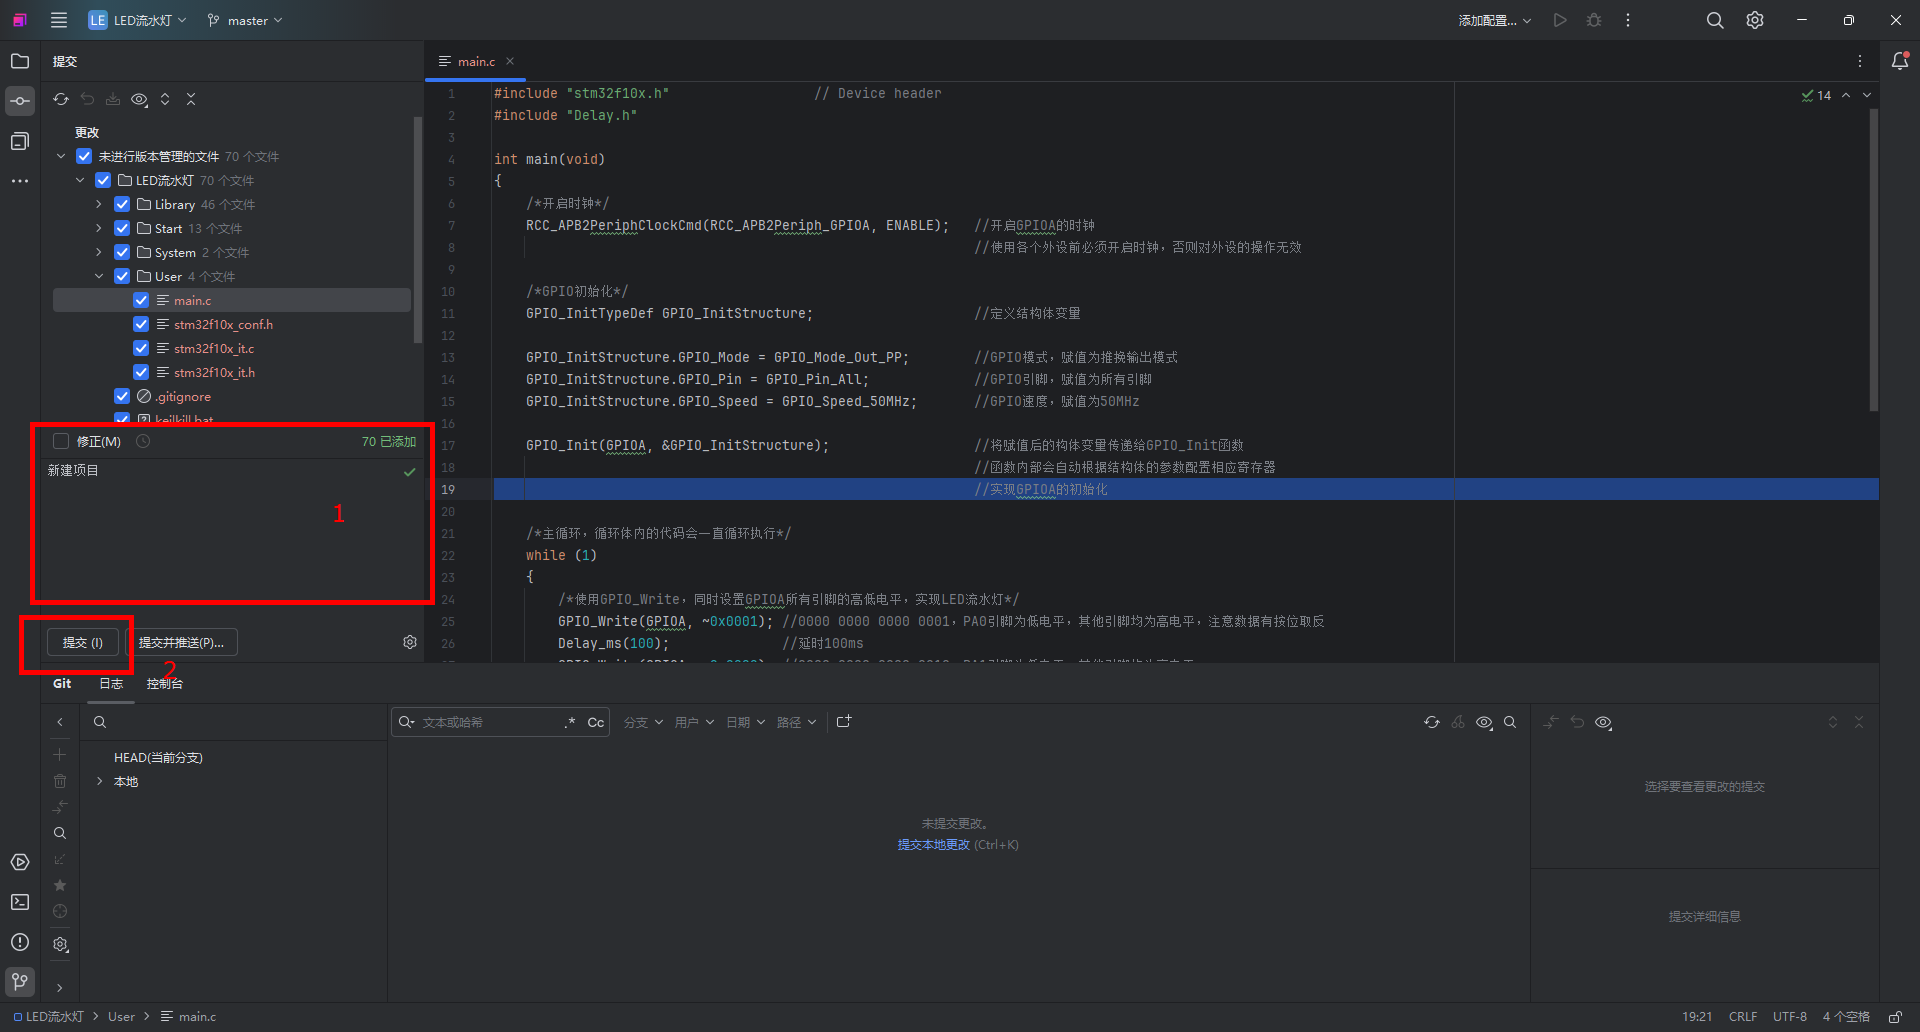 LE LED流水灯 master 添加配置...
提交
main.c
更改
未进行版本管理的文件 70 个文件
LED流水灯 70 个文件
Library 46 个文件
Start 13 个文件
System 2 个文件
User 4 个文件
main.c
stm32f10x_conf.h
stm32f10x_it.c
stm32f10x_it.h
.gitignore
keilkill.bat
修正(M) 70 已添加
新建项目
1
提交 (I) 提交并推送(P)...
2
14
1 #include "stm32f10x.h" // Device header
2 #include "Delay.h"
3
4 int main(void)
5 {
6 /*开启时钟*/
7 RCC_APB2PeriphClockCmd(RCC_APB2Periph_GPIOA, ENABLE); //开启GPIOA的时钟
8 //使用各个外设前必须开启时钟，否则对外设的操作无效
9
10 /*GPIO初始化*/
11 GPIO_InitTypeDef GPIO_InitStructure; //定义结构体变量
12
13 GPIO_InitStructure.GPIO_Mode = GPIO_Mode_Out_PP; //GPIO模式，赋值为推挽输出模式
14 GPIO_InitStructure.GPIO_Pin = GPIO_Pin_All; //GPIO引脚，赋值为所有引脚
15 GPIO_InitStructure.GPIO_Speed = GPIO_Speed_50MHz; //GPIO速度，赋值为50MHz
16
17 GPIO_Init(GPIOA, &GPIO_InitStructure); //将赋值后的构体变量传递给GPIO_Init函数
18 //函数内部会自动根据结构体的参数配置相应寄存器
19 //实现GPIOA的初始化
20
21 /*主循环，循环体内的代码会一直循环执行*/
22 while (1)
23 {
24 /*使用GPIO_Write，同时设置GPIOA所有引脚的高低电平，实现LED流水灯*/
25 GPIO_Write(GPIOA, ~0x0001); //0000 0000 0000 0001，PA0引脚为低电平，其他引脚均为高电平，注意数据有按位取反
26 Delay_ms(100); //延时100ms
Git 日志 控制台
HEAD(当前分支)
本地
文本或哈希 .* Cc 分支 用户 日期 路径
未提交更改。
提交本地更改 (Ctrl+K)
选择要查看更改的提交
提交详细信息
LED流水灯 User main.c 19:21 CRLF UTF-8 4 个空格